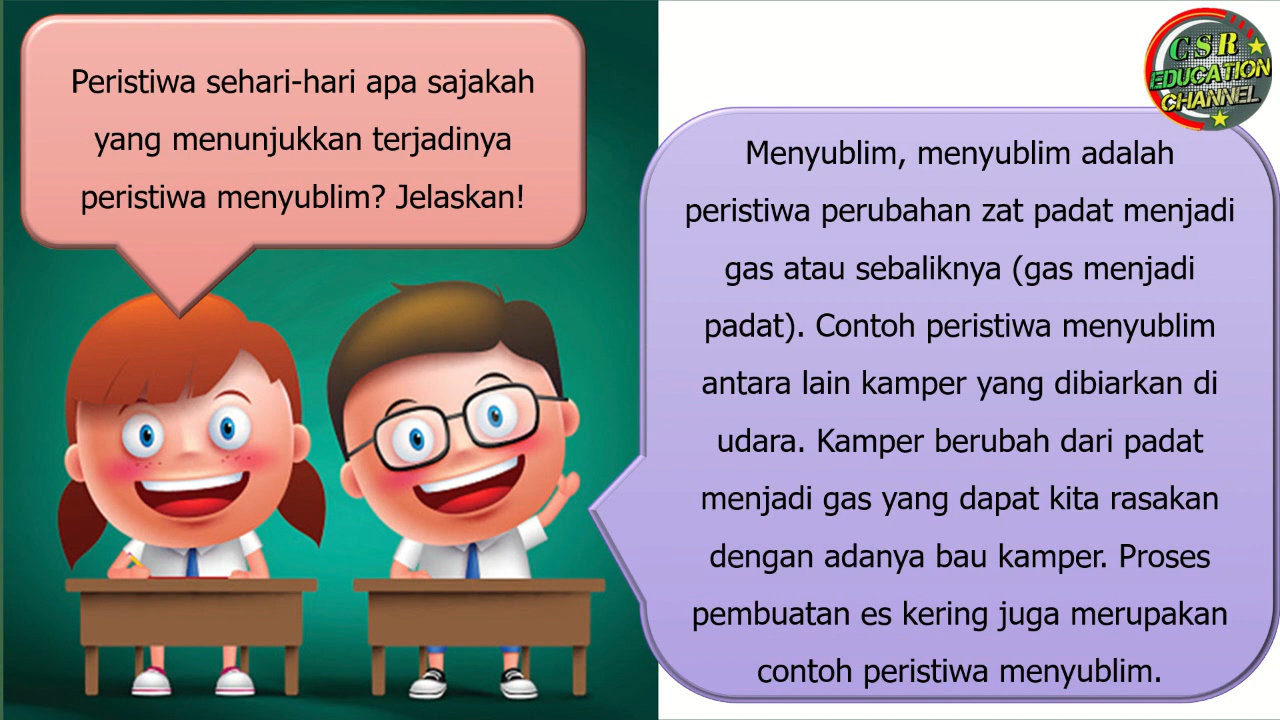 Peristiwa sehari-hari apa sajakah
yang menunjukkan terjadinya
peristiwa menyublim? Jelaskan!
CSR
EDUCATION
CHANNEL
Menyublim, menyublim adalah
peristiwa perubahan zat padat menjadi
gas atau sebaliknya (gas menjadi
padat). Contoh peristiwa menyublim
antara lain kamper yang dibiarkan di
udara. Kamper berubah dari padat
menjadi gas yang dapat kita rasakan
dengan adanya bau kamper. Proses
pembuatan es kering juga merupakan
contoh peristiwa menyublim.